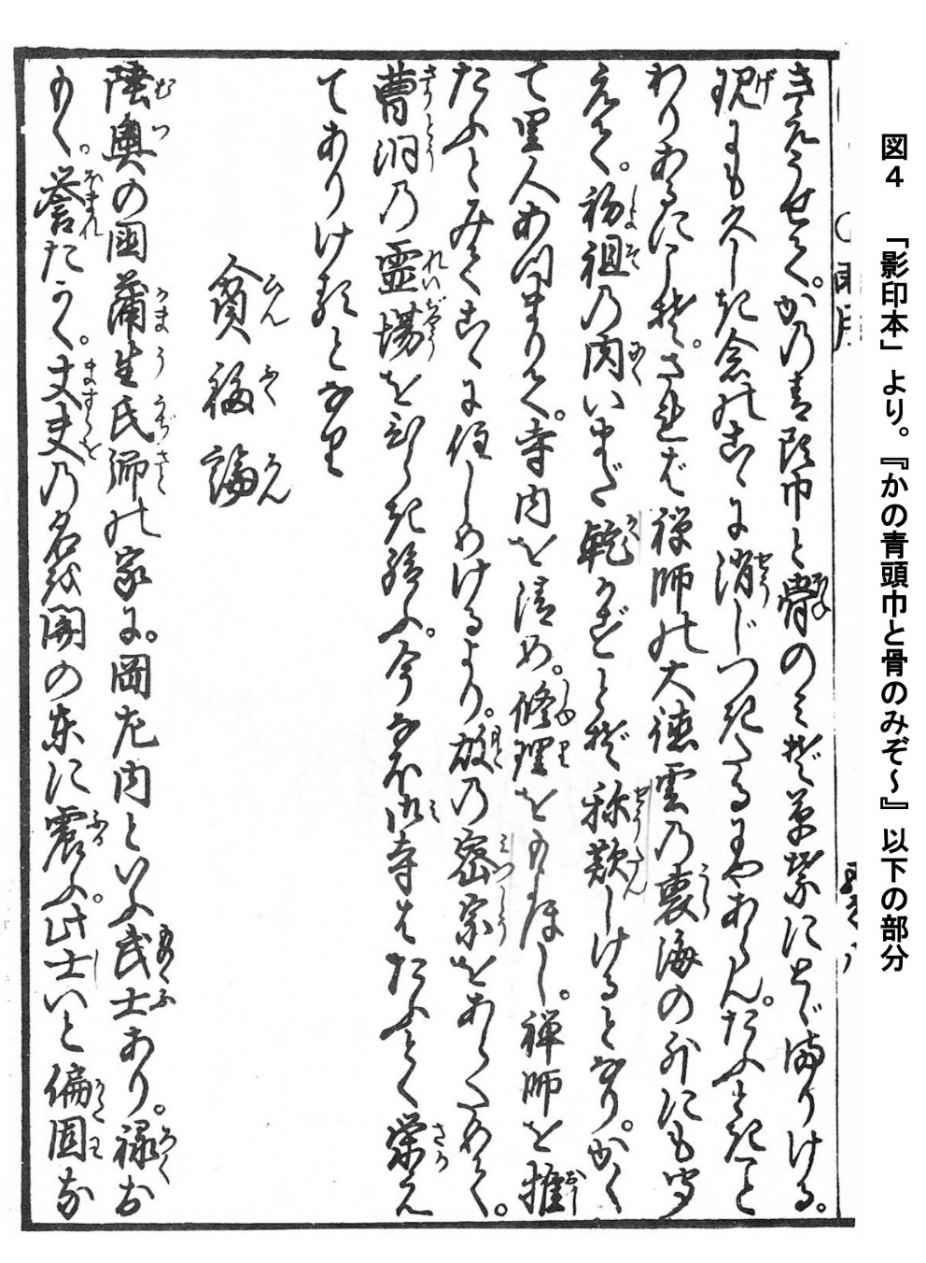 図4　「影印本」より。『かの青頭巾と骨のみぞ～』以下の部分
きえうせて。かの青頭巾と骨のみぞ草葉にとゞまりける。
現にも久しき念のこゝに消じつきたるにやあらん。たふときこと
わりあるにこそ。されば禅師の大徳雲の裏海の外にも聞
えて。初祖の肉いまだ乾かずとぞ称歎しけるとなり。かく
て里人あつまりて。寺内を清め。修理をもよほし。禅師を推
たふとみてこゝに住しめけるより。故の密宗をあらためて。
曹洞の霊場をひらき給ふ。今なほ御寺はたふとく栄え
てありけるとなり
貧福論
陸奥の国蒲生氏郷の家に。岡左内といふ武士あり。禄お
もく。誉たかく。丈夫の名を関の東に震ふ。此士いと偏固な